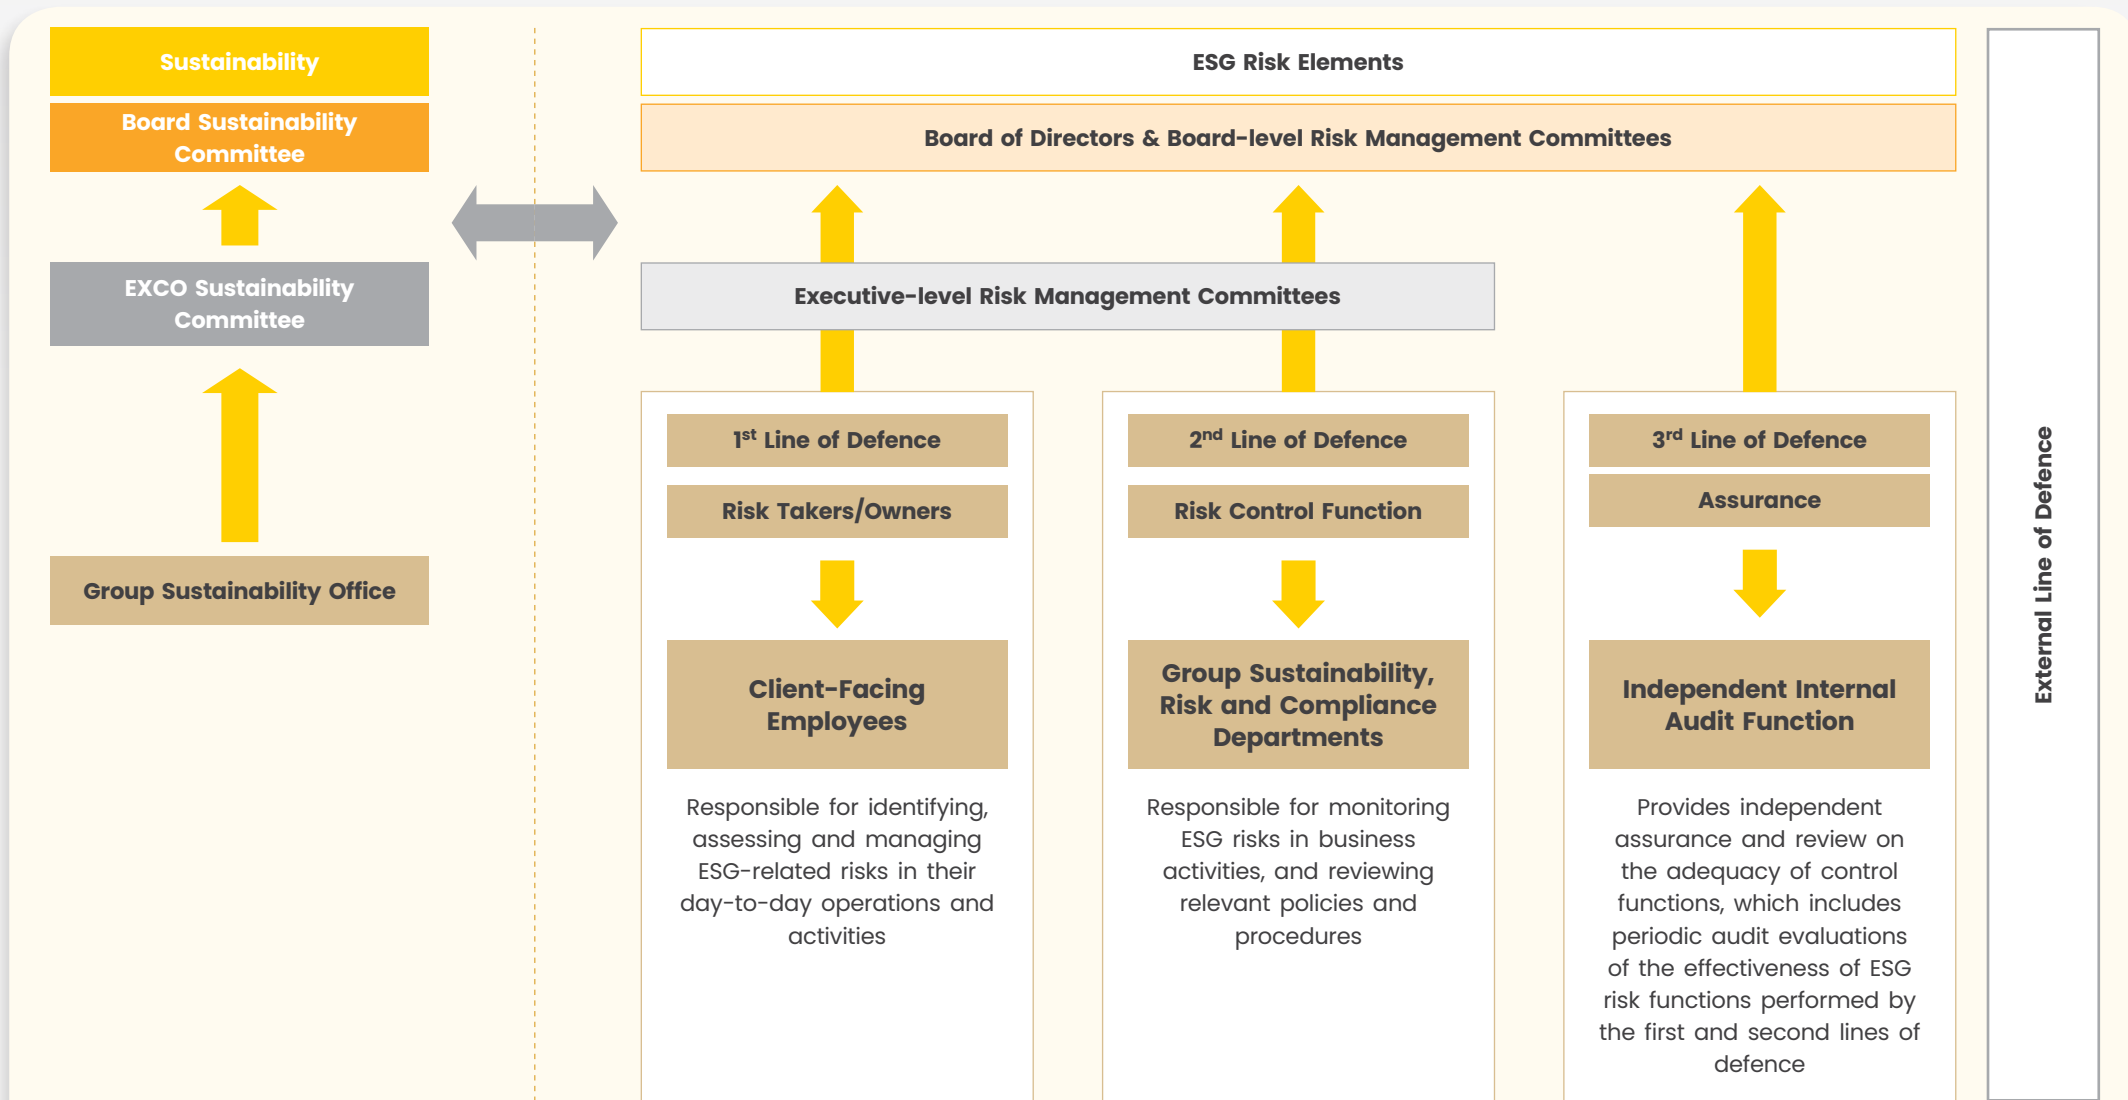 Sustainability
Board Sustainability
Committee
EXCO Sustainability
Committee
Group Sustainability Office
ESG Risk Elements
Board of Directors & Board-level Risk Management Committees
Executive-level Risk Management Committees
1st Line of Defence
Risk Takers/Owners
Client-Facing
Employees
Responsible for identifying,
assessing and managing
ESG-related risks in their
day-to-day operations and
activities
2nd Line of Defence
Risk Control Function
Group Sustainability,
Risk and Compliance
Departments
Responsible for monitoring
ESG risks in business
activities, and reviewing
relevant policies and
procedures
3rd Line of Defence
Assurance
Independent Internal
Audit Function
Provides independent
assurance and review on
the adequacy of control
functions, which includes
periodic audit evaluations
of the effectiveness of ESG
risk functions performed by
the first and second lines of
defence
External Line of Defence